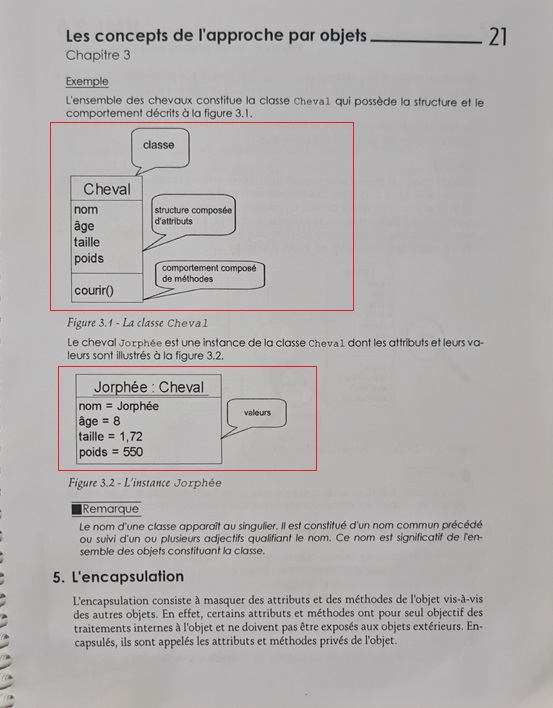 Les concepts de l'approche par objets 21
Chapitre 3
Exemple
L'ensemble des chevaux constitue la classe Cheval qui possède la structure et le
comportement décrits à la figure 3.1.
classe
Cheval
nom
âge
taille
poids
structure composée
d'attributs
comportement composé
de méthodes
courir()
Figure 3.1 - La classe Cheval
Le cheval Jorphée est une instance de la classe Cheval dont les attributs et leurs va-
leurs sont illustrés à la figure 3.2.
Jorphée : Cheval
nom = Jorphée
âge = 8
taille = 1,72
poids = 550
valeurs
Figure 3.2 - L'instance Jorphée
Remarque
Le nom d'une classe apparaît au singulier. Il est constitué d'un nom commun précédé
ou suivi d'un ou plusieurs adjectifs qualifiant le nom. Ce nom est significatif de l'en-
semble des objets constituant la classe.
5. L'encapsulation
L'encapsulation consiste à masquer des attributs et des méthodes de l'objet vis-à-vis
des autres objets. En effet, certains attributs et méthodes ont pour seul objectif des
traitements internes à l'objet et ne doivent pas être exposés aux objets extérieurs. En-
capsulés, ils sont appelés les attributs et méthodes privés de l'objet.